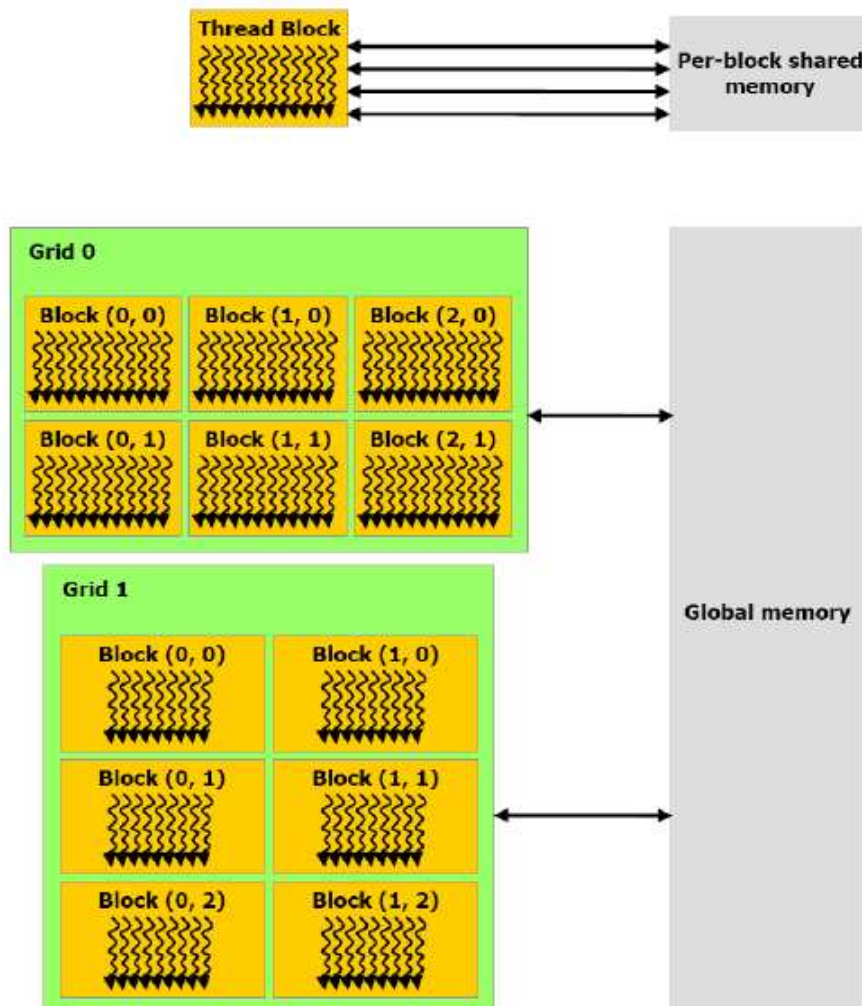 Thread Block
Per-block shared
memory
Grid 0
Block (0, 0)
Block (1, 0)
Block (2, 0)
Block (0, 1)
Block (1, 1)
Block (2, 1)
Grid 1
Block (0, 0)
Block (1, 0)
Block (0, 1)
Block (1, 1)
Block (0, 2)
Block (1, 2)
Global memory